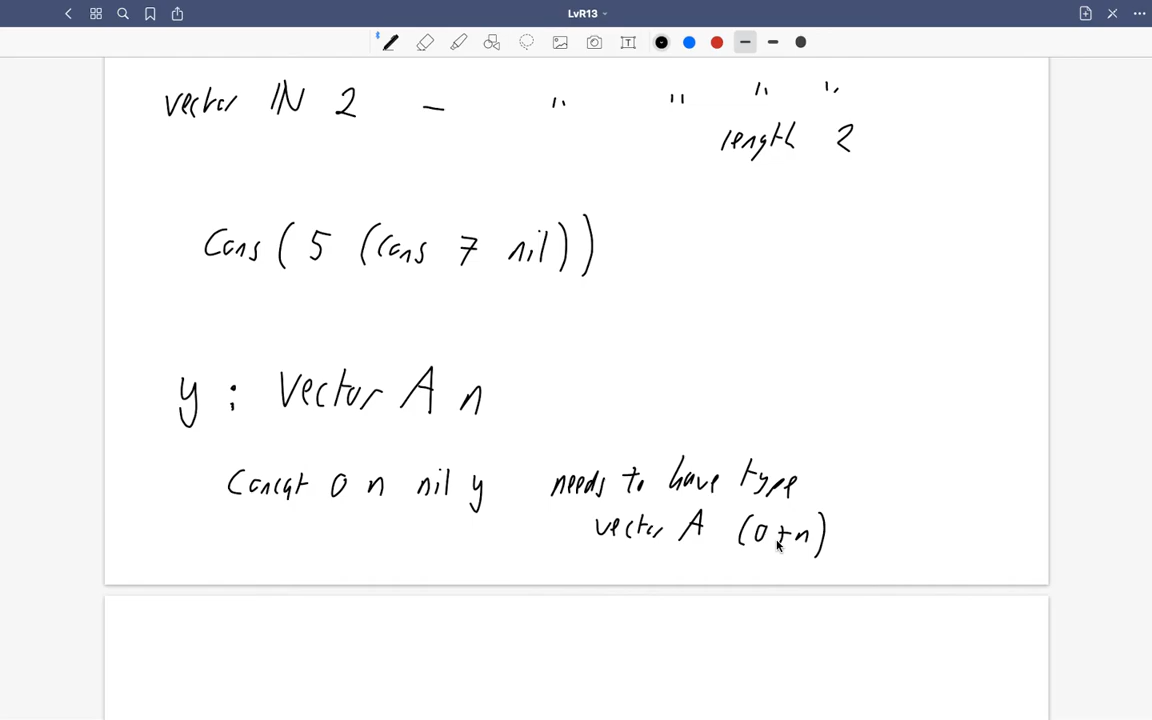 LvR13
vector ℕ 2 – " " " "
length 2
Cons ( 5 (cons 7 nil))
y : Vector A n
Concat 0 n nil y needs to have type
vector A (0+n)